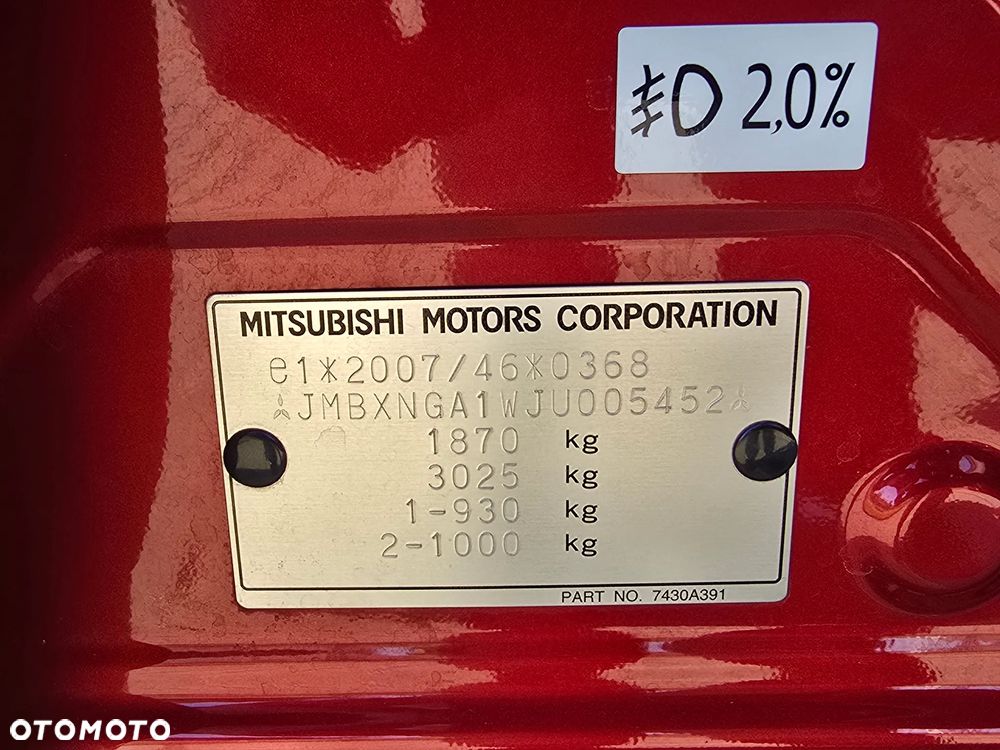 2,0%
MITSUBISHI MOTORS CORPORATION
e1*2007/46*0368
JMBXNGA1WJU005452
1870 kg
3025 kg
1-930 kg
2-1000 kg
PART NO. 7430A391
OTOMOTO